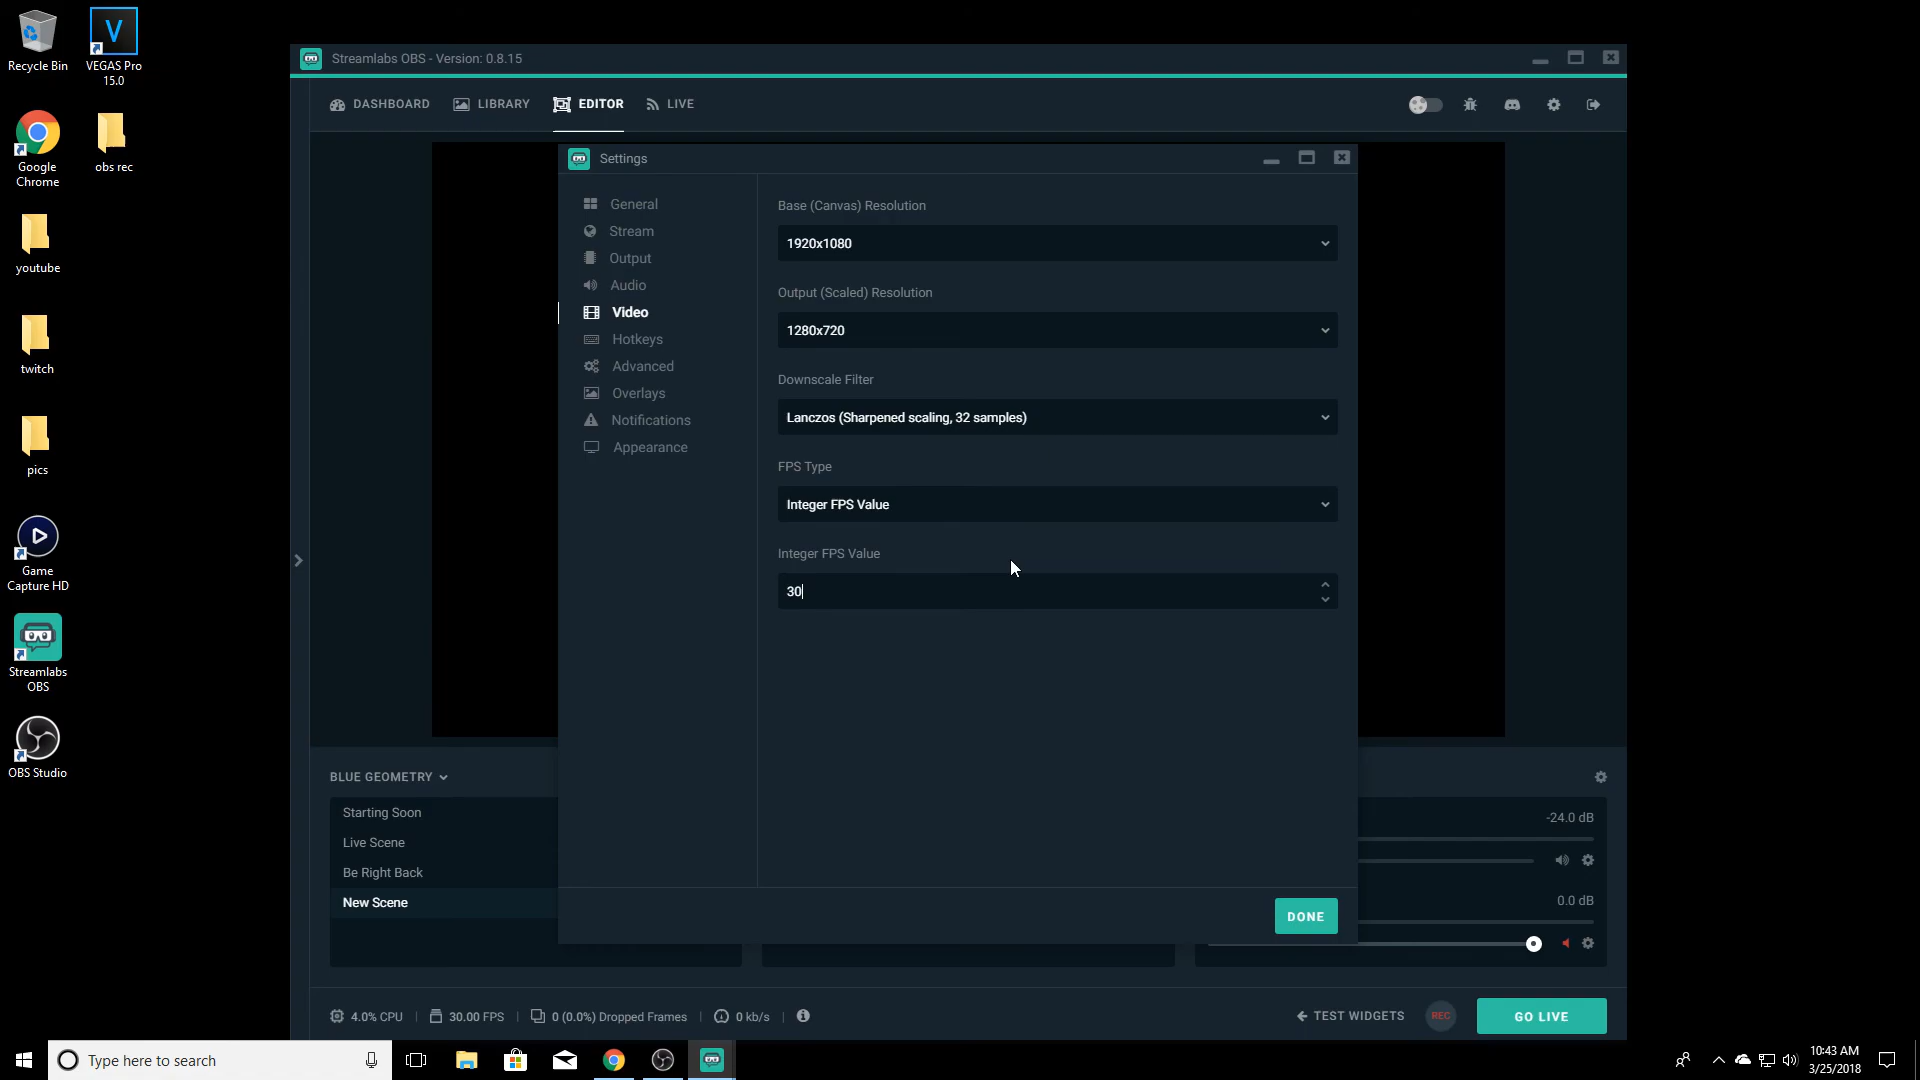 Recycle Bin
VEGAS Pro
15.0
Google
Chrome
obs rec
youtube
twitch
pics
Game
Capture HD
Streamlabs
OBS
OBS Studio
Streamlabs OBS - Version: 0.8.15
DASHBOARD
LIBRARY
EDITOR
LIVE
Settings
General
Stream
Output
Audio
Video
Hotkeys
Advanced
Overlays
Notifications
Appearance
Base (Canvas) Resolution
1920x1080
Output (Scaled) Resolution
1280x720
Downscale Filter
Lanczos (Sharpened scaling, 32 samples)
FPS Type
Integer FPS Value
Integer FPS Value
30
DONE
BLUE GEOMETRY
Starting Soon
Live Scene
Be Right Back
New Scene
-24.0 dB
0.0 dB
4.0% CPU
30.00 FPS
0 (0.0%) Dropped Frames
0 kb/s
TEST WIDGETS
REC
GO LIVE
Type here to search
10:43 AM
3/25/2018